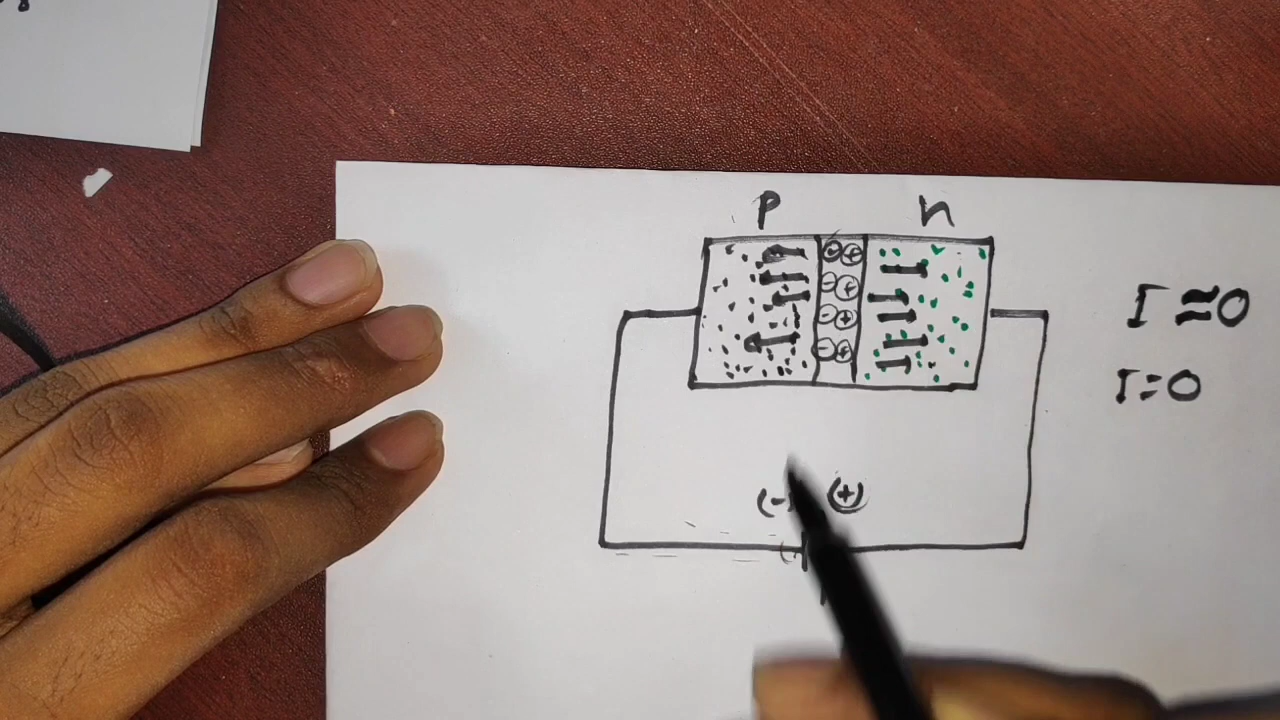 p n
I ≈ 0
I = 0
(-) (+)